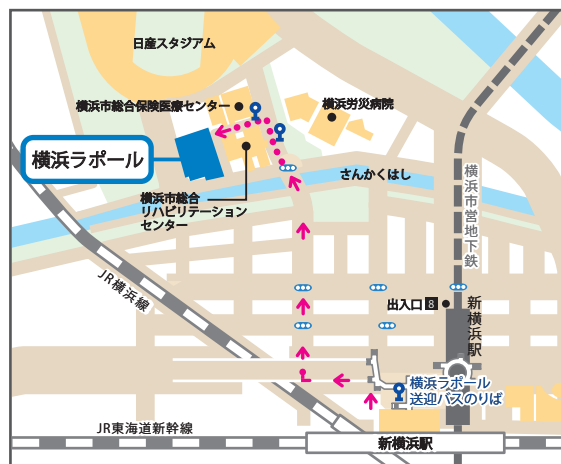 日産スタジアム
横浜市総合保険医療センター
横浜労災病院
横浜ラポール
さんかくはし
横浜市総合
リハビリテーション
センター
横浜市営地下鉄
JR横浜線
出入口 8
新横浜駅
横浜ラポール
送迎バスのりば
JR東海道新幹線
新横浜駅